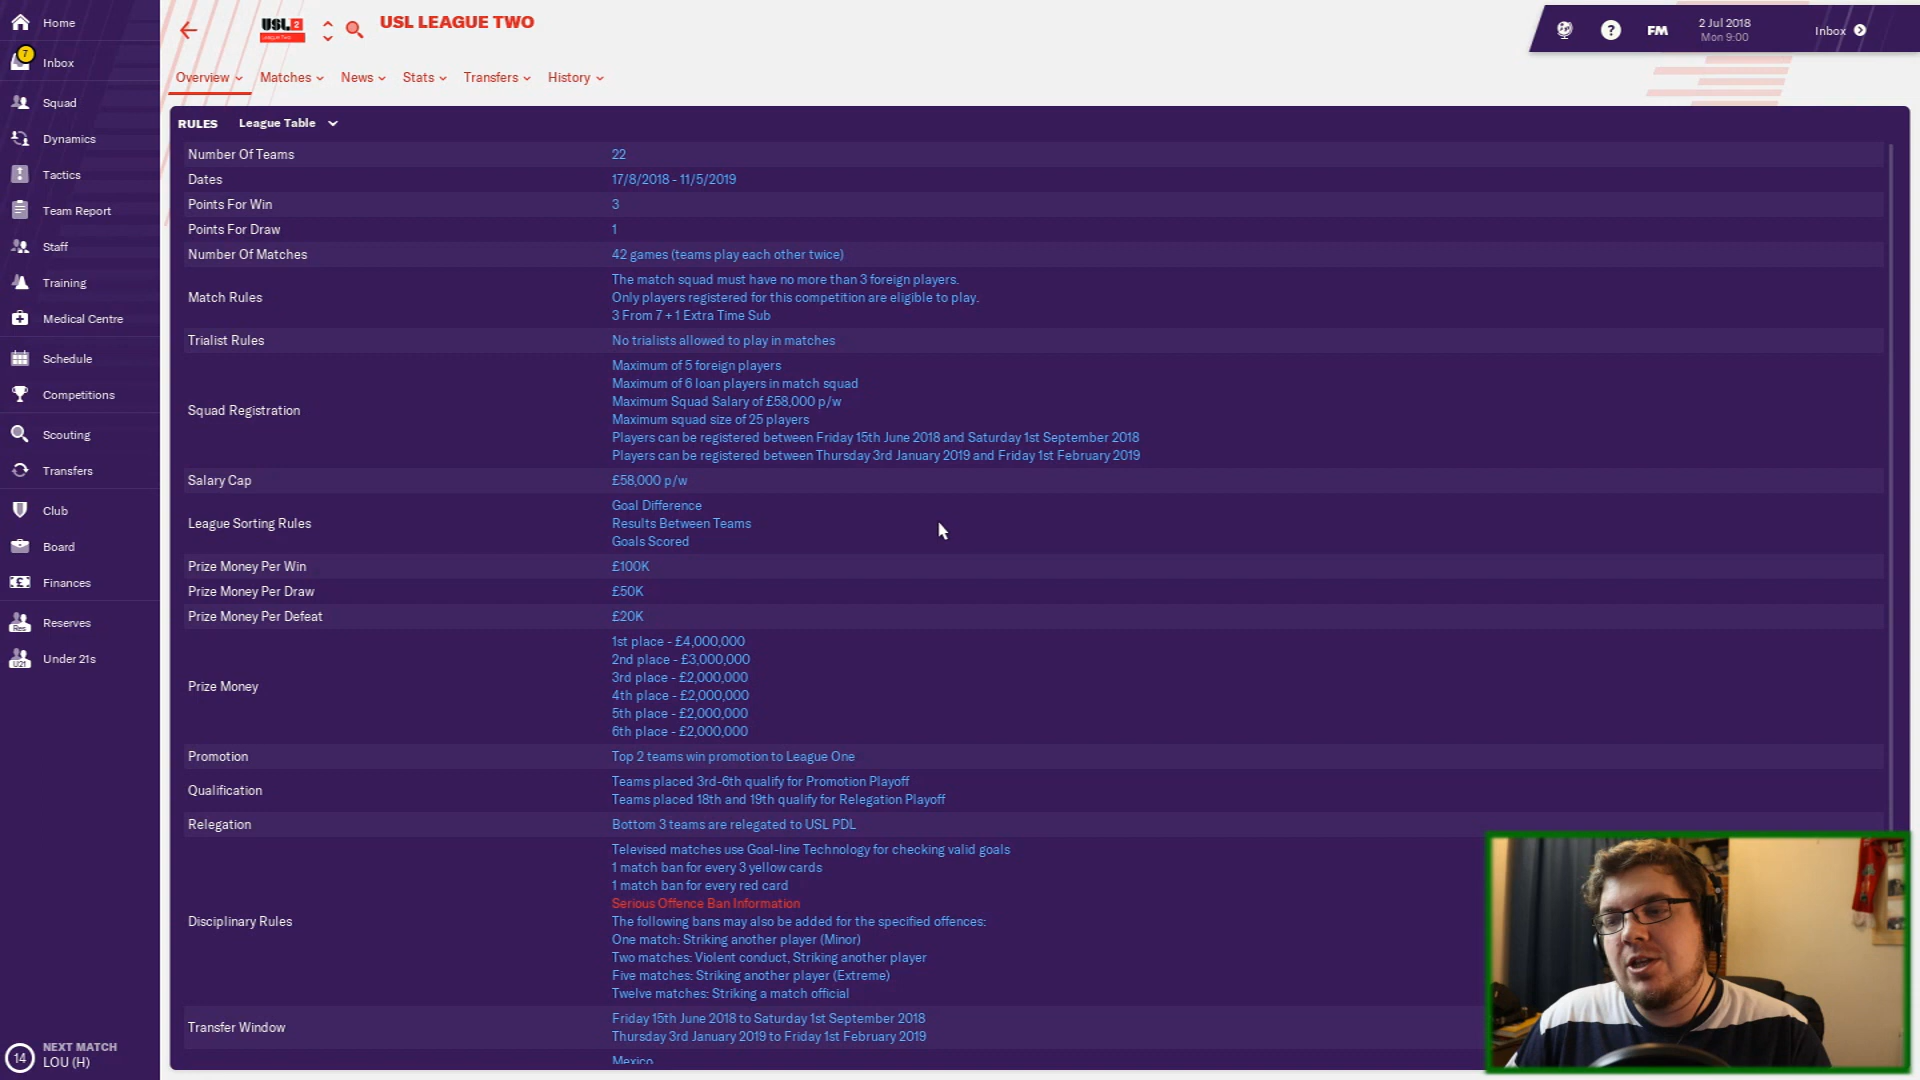 Home
USL 2
League Two
USL LEAGUE TWO
FM
2 Jul 2018
Mon 9:00
Inbox
7
Inbox
Overview
Matches
News
Stats
Transfers
History
Squad
Dynamics
Tactics
Team Report
Staff
Training
Medical Centre
Schedule
Competitions
Scouting
Transfers
Club
Board
Finances
Res
Reserves
U21
Under 21s
14
NEXT MATCH
LOU (H)
RULES League Table
Number Of Teams 22
Dates 17/8/2018 - 11/5/2019
Points For Win 3
Points For Draw 1
Number Of Matches 42 games (teams play each other twice)
Match Rules
The match squad must have no more than 3 foreign players.
Only players registered for this competition are eligible to play.
3 From 7 + 1 Extra Time Sub
Trialist Rules No trialists allowed to play in matches
Squad Registration
Maximum of 5 foreign players
Maximum of 6 loan players in match squad
Maximum Squad Salary of £58,000 p/w
Maximum squad size of 25 players
Players can be registered between Friday 15th June 2018 and Saturday 1st September 2018
Players can be registered between Thursday 3rd January 2019 and Friday 1st February 2019
Salary Cap £58,000 p/w
League Sorting Rules
Goal Difference
Results Between Teams
Goals Scored
Prize Money Per Win £100K
Prize Money Per Draw £50K
Prize Money Per Defeat £20K
Prize Money
1st place - £4,000,000
2nd place - £3,000,000
3rd place - £2,000,000
4th place - £2,000,000
5th place - £2,000,000
6th place - £2,000,000
Promotion Top 2 teams win promotion to League One
Qualification
Teams placed 3rd-6th qualify for Promotion Playoff
Teams placed 18th and 19th qualify for Relegation Playoff
Relegation Bottom 3 teams are relegated to USL PDL
Disciplinary Rules
Televised matches use Goal-line Technology for checking valid goals
1 match ban for every 3 yellow cards
1 match ban for every red card
Serious Offence Ban Information
The following bans may also be added for the specified offences:
One match: Striking another player (Minor)
Two matches: Violent conduct, Striking another player
Five matches: Striking another player (Extreme)
Twelve matches: Striking a match official
Transfer Window
Friday 15th June 2018 to Saturday 1st September 2018
Thursday 3rd January 2019 to Friday 1st February 2019
Mexico